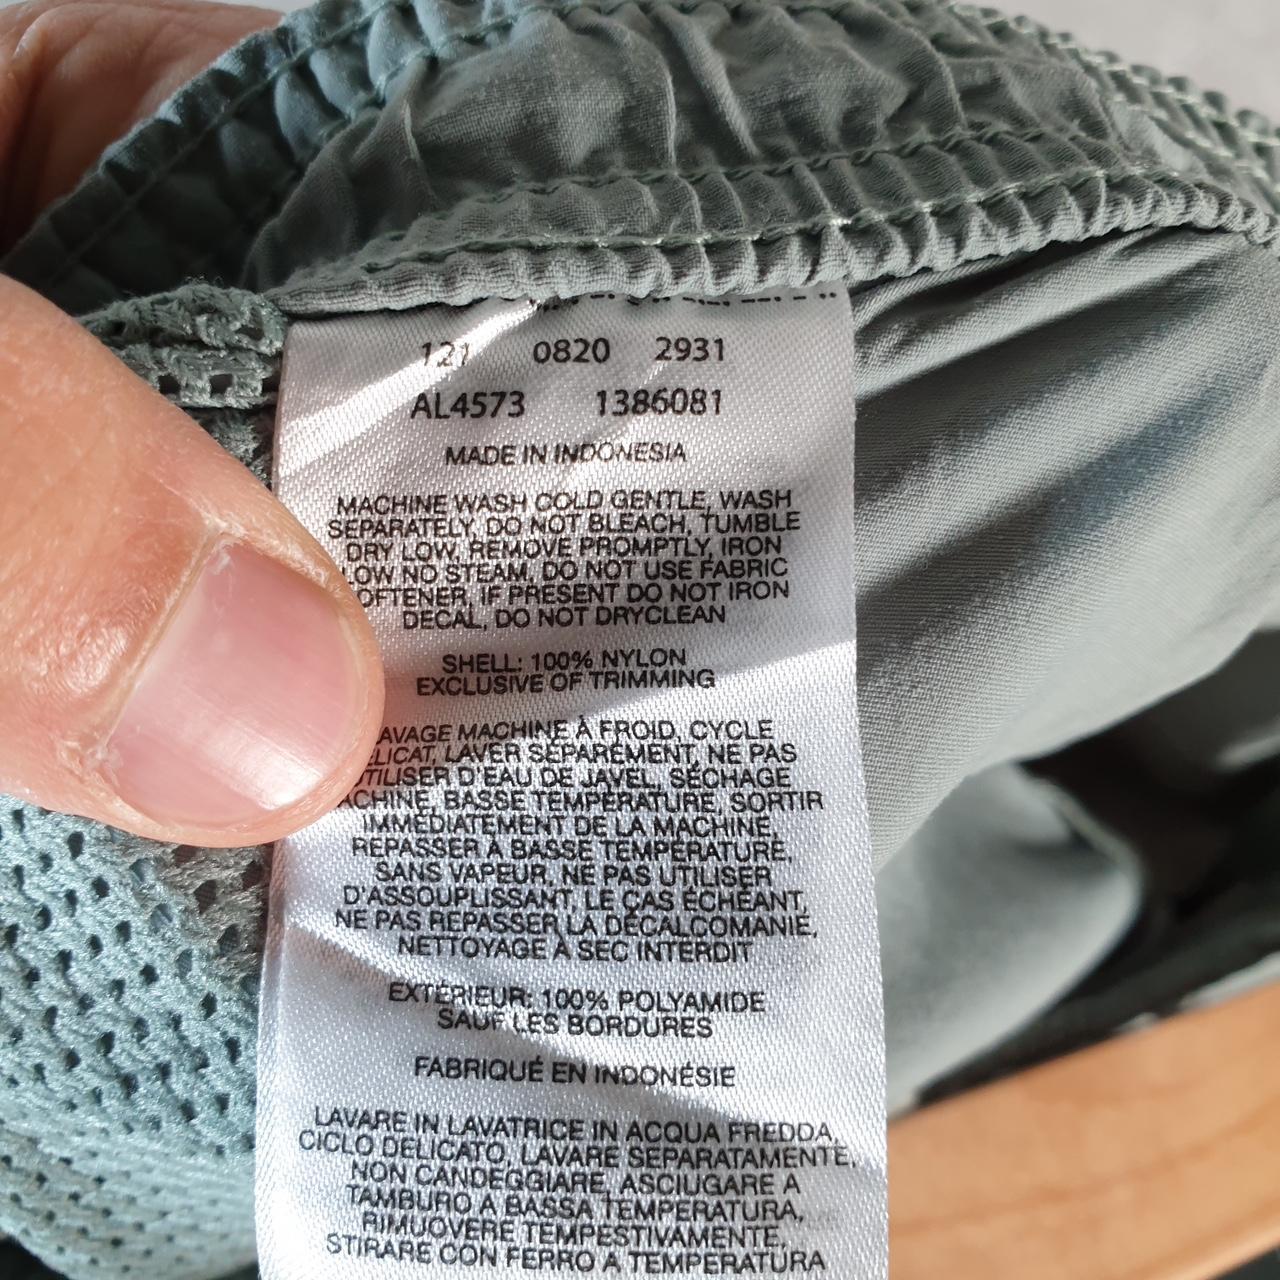 121 0820 2931
AL4573 1386081
MADE IN INDONESIA
MACHINE WASH COLD GENTLE, WASH
SEPARATELY, DO NOT BLEACH, TUMBLE
DRY LOW, REMOVE PROMPTLY, IRON
LOW NO STEAM, DO NOT USE FABRIC
OFTENER, IF PRESENT DO NOT IRON
DECAL, DO NOT DRYCLEAN
SHELL: 100% NYLON
EXCLUSIVE OF TRIMMING
AVAGE MACHINE À FROID, CYCLE
ÉLICAT, LAVER SÉPARÉMENT, NE PAS
UTILISER D'EAU DE JAVEL, SÉCHAGE
ACHINE, BASSE TEMPÉRATURE, SORTIR
IMMÉDIATEMENT DE LA MACHINE,
REPASSER À BASSE TEMPÉRATURE,
SANS VAPEUR, NE PAS UTILISER
D'ASSOUPLISSANT, LE CAS ÉCHÉANT,
NE PAS REPASSER LA DÉCALCOMANIE,
NETTOYAGE À SEC INTERDIT
EXTÉRIEUR: 100% POLYAMIDE
SAUF LES BORDURES
FABRIQUÉ EN INDONÉSIE
LAVARE IN LAVATRICE IN ACQUA FREDDA,
CICLO DELICATO, LAVARE SEPARATAMENTE,
NON CANDEGGIARE, ASCIUGARE A
TAMBURO A BASSA TEMPERATURA,
RIMUOVERE TEMPESTIVAMENTE,
STIRARE CON FERRO A TEMPERATURA